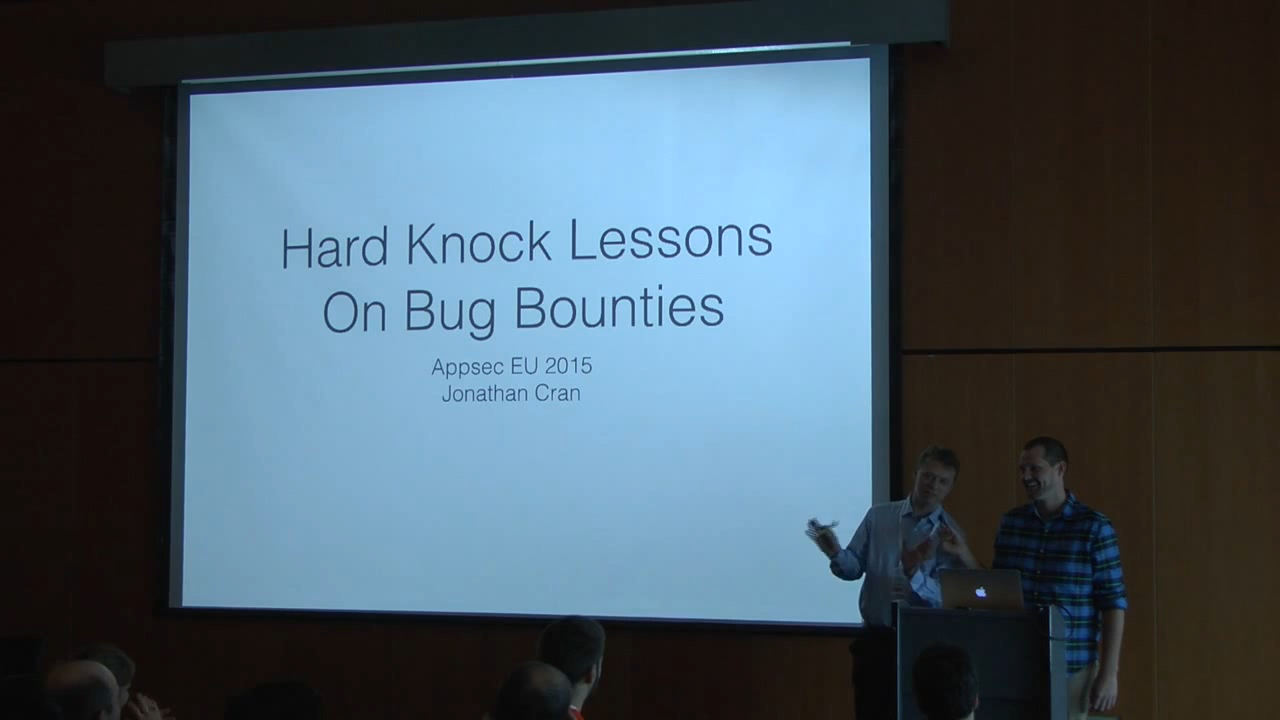 Hard Knock Lessons
On Bug Bounties
Appsec EU 2015
Jonathan Cran